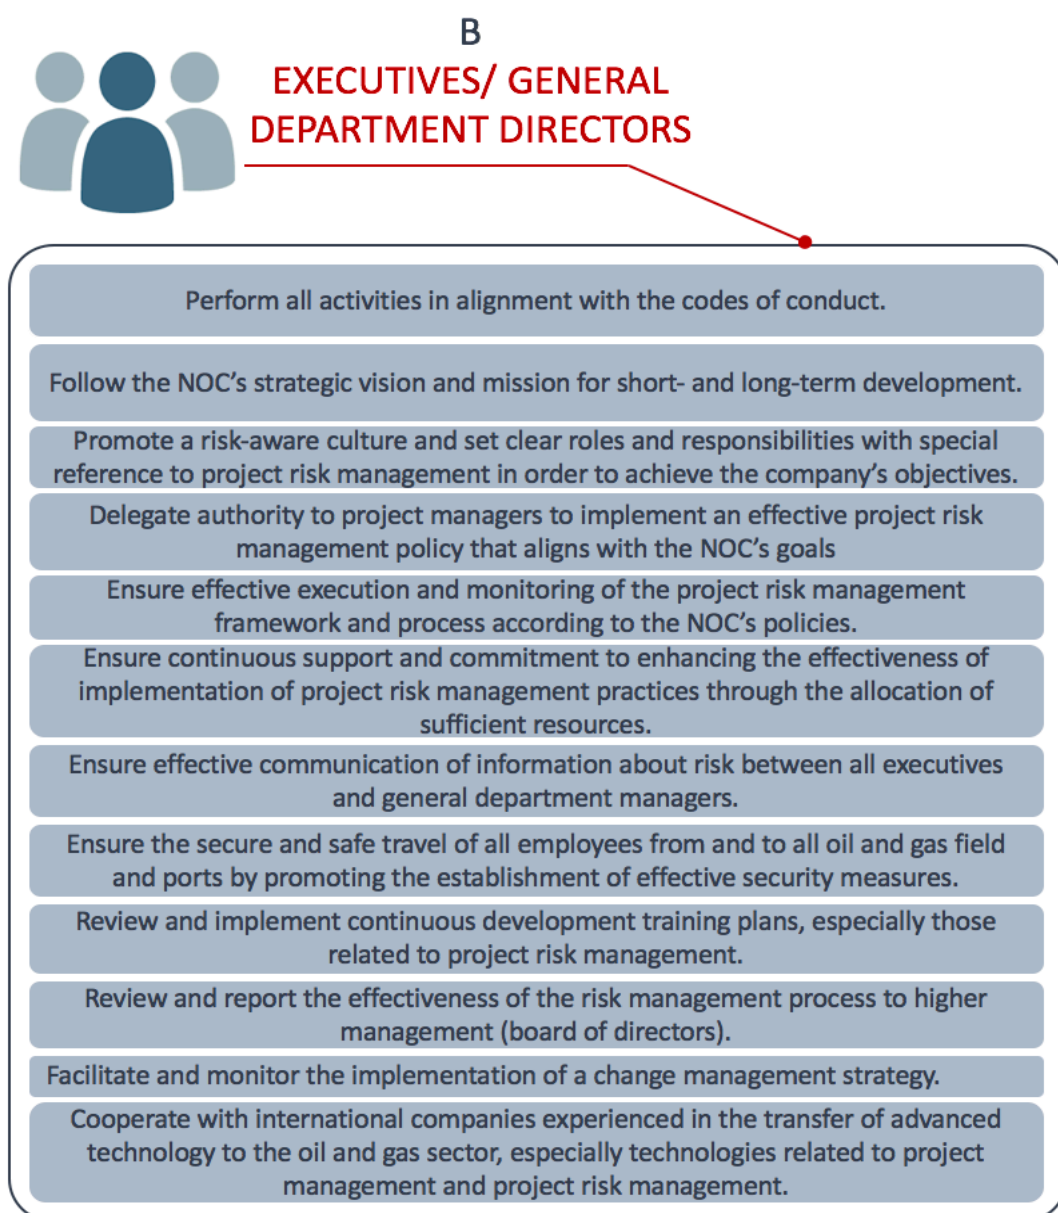 B
EXECUTIVES/ GENERAL
DEPARTMENT DIRECTORS
Perform all activities in alignment with the codes of conduct.
Follow the NOC's strategic vision and mission for short- and long-term development.
Promote a risk-aware culture and set clear roles and responsibilities with special
reference to project risk management in order to achieve the company's objectives.
Delegate authority to project managers to implement an effective project risk
management policy that aligns with the NOC's goals
Ensure effective execution and monitoring of the project risk management
framework and process according to the NOC's policies.
Ensure continuous support and commitment to enhancing the effectiveness of
implementation of project risk management practices through the allocation of
sufficient resources.
Ensure effective communication of information about risk between all executives
and general department managers.
Ensure the secure and safe travel of all employees from and to all oil and gas field
and ports by promoting the establishment of effective security measures.
Review and implement continuous development training plans, especially those
related to project risk management.
Review and report the effectiveness of the risk management process to higher
management (board of directors).
Facilitate and monitor the implementation of a change management strategy.
Cooperate with international companies experienced in the transfer of advanced
technology to the oil and gas sector, especially technologies related to project
management and project risk management.